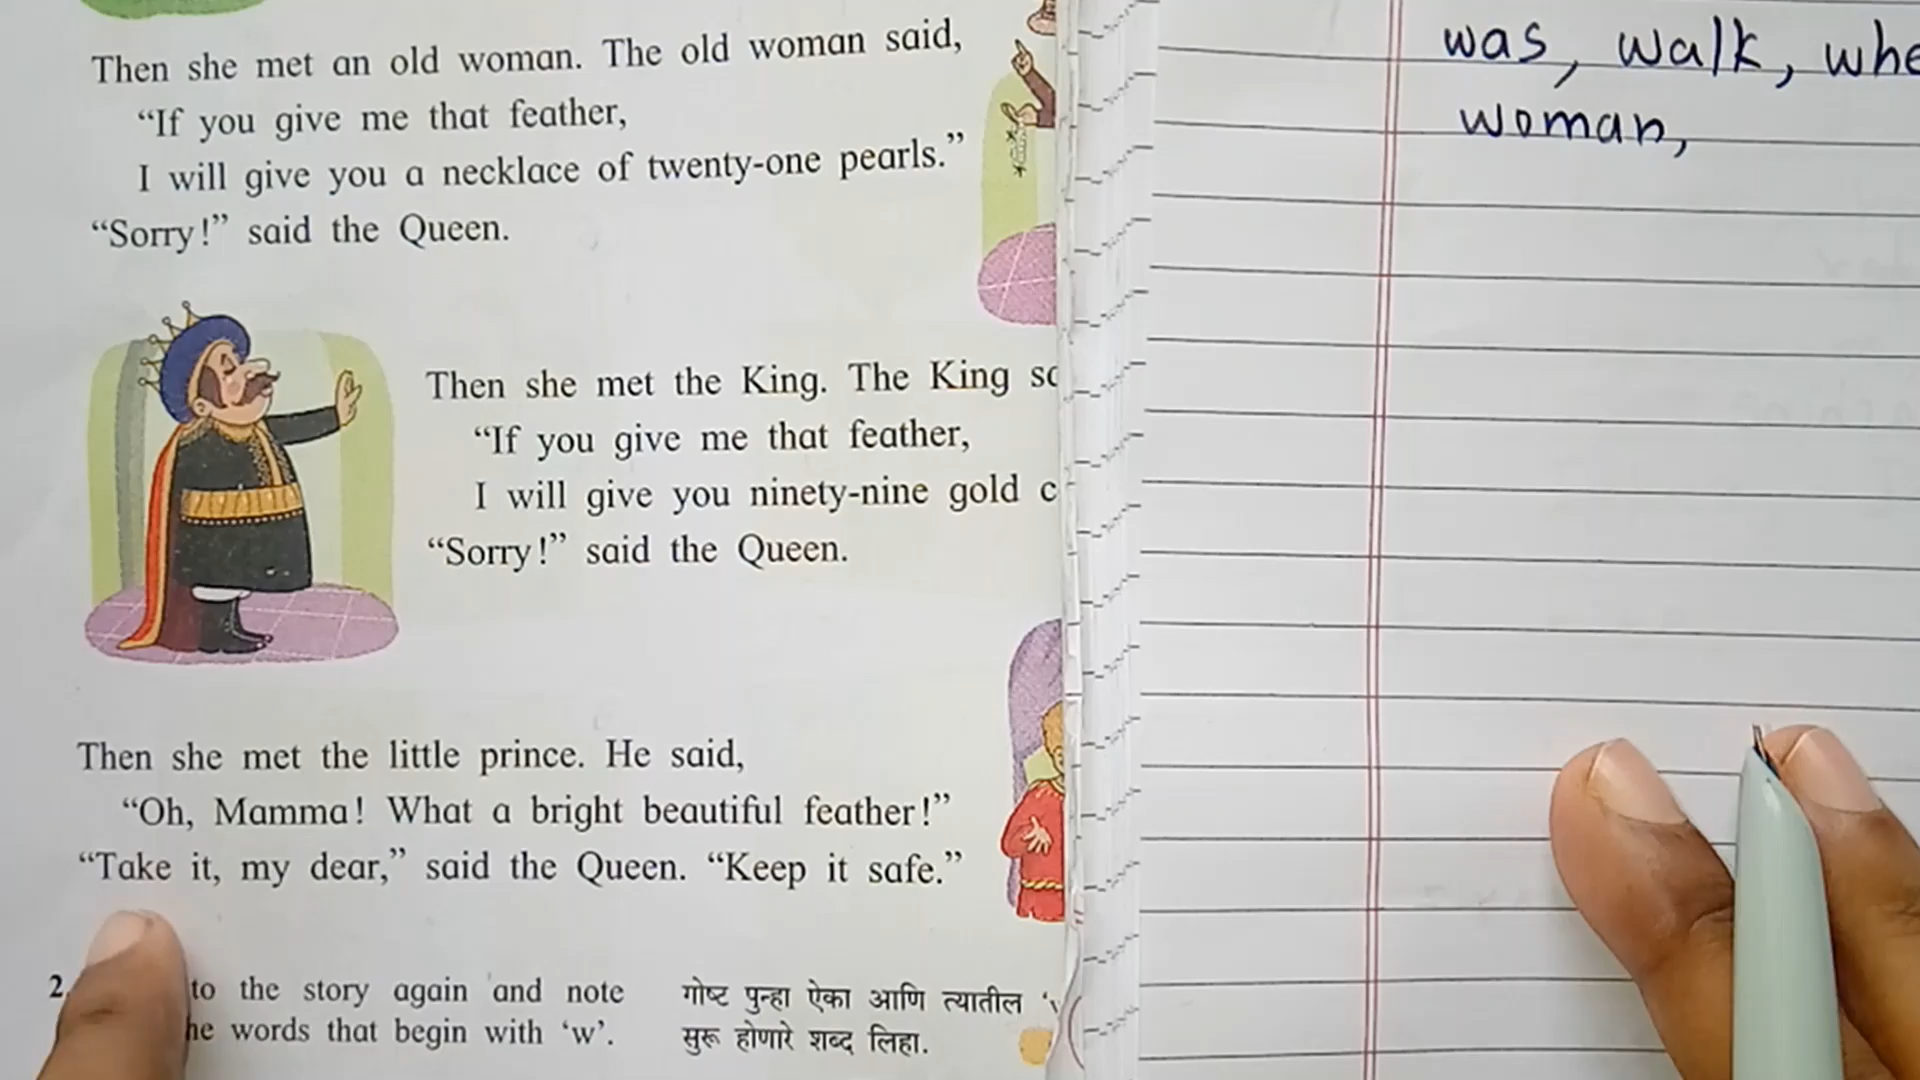 Then she met an old woman. The old woman said,
“If you give me that feather,
I will give you a necklace of twenty-one pearls.”
“Sorry!” said the Queen.
Then she met the King. The King
“If you give me that feather,
I will give you ninety-nine gold
“Sorry!” said the Queen.
Then she met the little prince. He said,
“Oh, Mamma! What a bright beautiful feather!”
“Take it, my dear,” said the Queen. “Keep it safe.”
2.
to the story again and note
words that begin with ‘w’.
गोष्ट पुन्हा ऐका आणि त्यातील
सुरू होणारे शब्द लिहा.
was, walk,
woman,